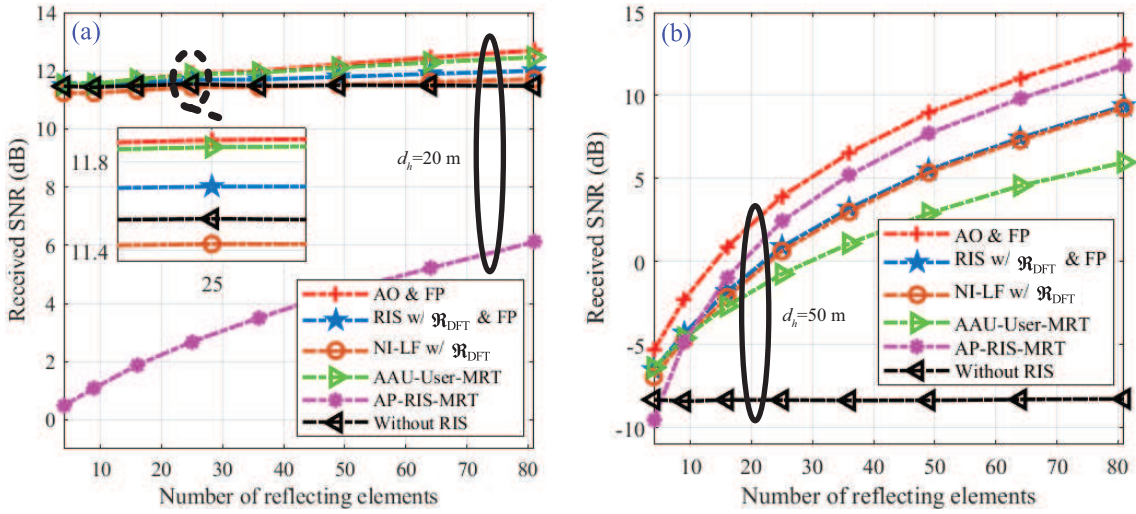 (a)
14
12
10
8
6
4
2
0
Received SNR (dB)
11.8
11.4
25
d_h=20 m
AO & FP
RIS w/ ℜ_DFT & FP
NI-LF w/ ℜ_DFT
AAU-User-MRT
AP-RIS-MRT
Without RIS
10 20 30 40 50 60 70 80
Number of reflecting elements
(b)
15
10
5
0
-5
-10
Received SNR (dB)
d_h=50 m
AO & FP
RIS w/ ℜ_DFT & FP
NI-LF w/ ℜ_DFT
AAU-User-MRT
AP-RIS-MRT
Without RIS
10 20 30 40 50 60 70 80
Number of reflecting elements